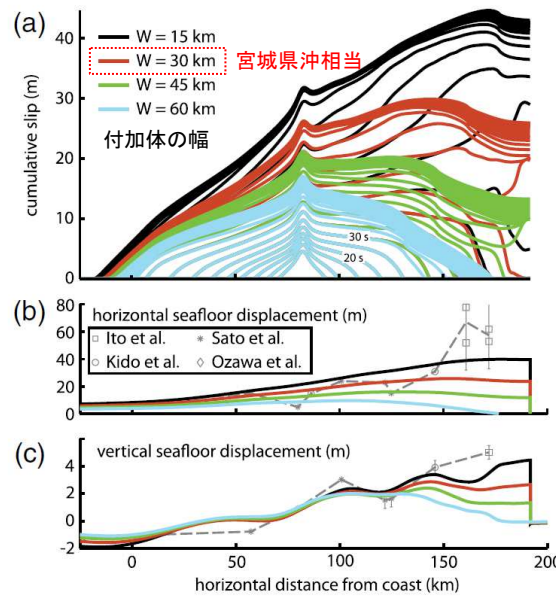 (a)
40
30
20
10
0
cumulative slip (m)
W = 15 km
W = 30 km 宮城県沖相当
W = 45 km
W = 60 km
付加体の幅
30 s
20 s
(b)
80
60
40
20
0
horizontal seafloor displacement (m)
Ito et al. Sato et al.
Kido et al. Ozawa et al.
(c)
4
2
0
-2
vertical seafloor displacement (m)
0 50 100 150 200
horizontal distance from coast (km)